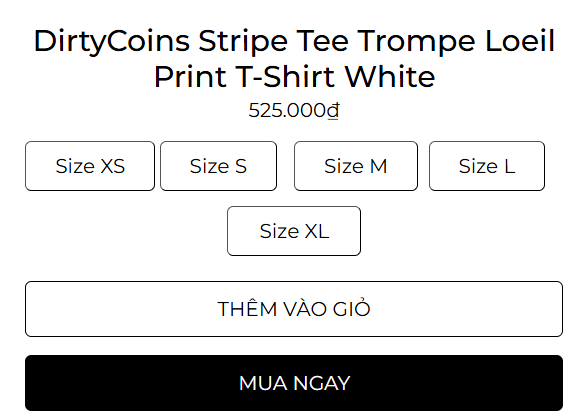 DirtyCoins Stripe Tee Trompe Loeil
Print T-Shirt White
525.000₫
Size XS
Size S
Size M
Size L
Size XL
THÊM VÀO GIỎ
MUA NGAY